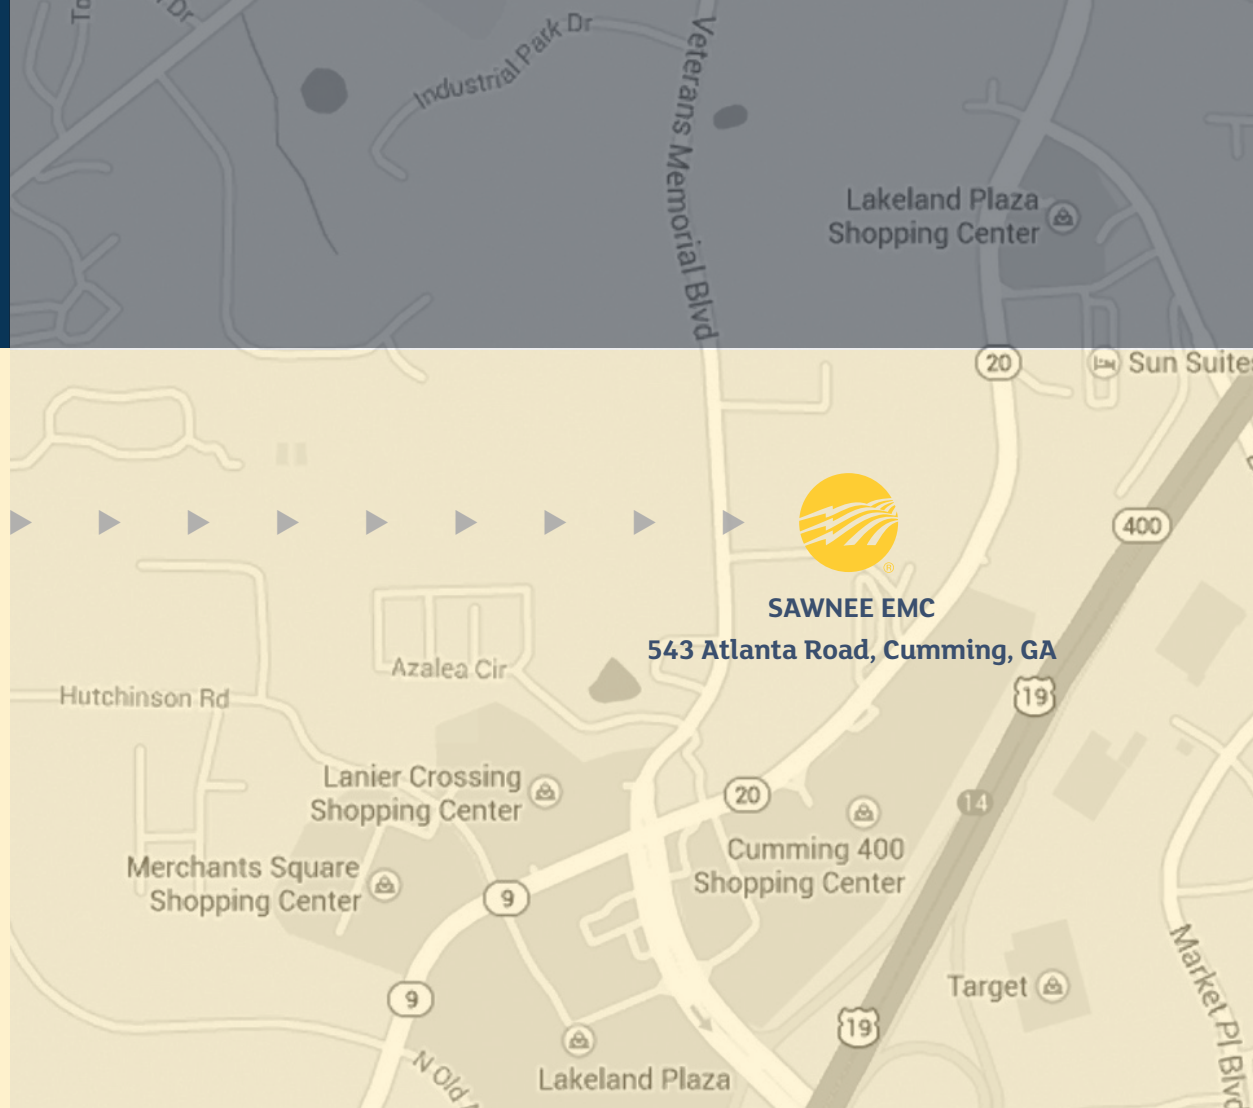 Dr
Industrial Park Dr
Veterans Memorial Blvd
Lakeland Plaza
Shopping Center
20
Sun Suites
400
®
SAWNEE EMC
543 Atlanta Road, Cumming, GA
Azalea Cir
Hutchinson Rd
19
Lanier Crossing
Shopping Center
20
14
Cumming 400
Shopping Center
Merchants Square
Shopping Center
9
Market Pl Blvd
Target
9
19
N Old
Lakeland Plaza